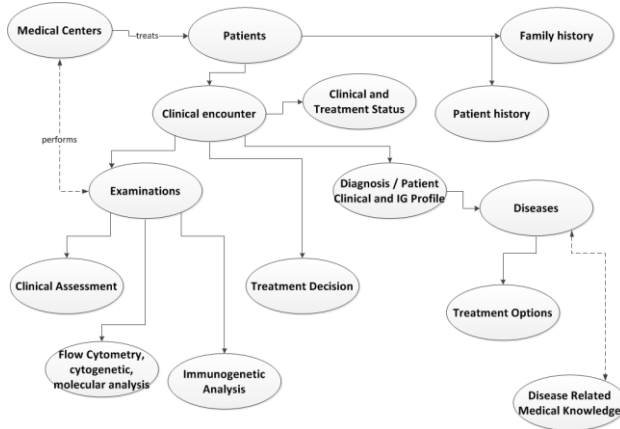 Medical Centers
treats
Patients
Family history
Clinical and
Treatment Status
Clinical encounter
Patient history
performs
Examinations
Diagnosis / Patient
Clinical and IG Profile
Diseases
Clinical Assessment
Treatment Decision
Treatment Options
Flow Cytometry,
cytogenetic,
molecular analysis
Immunogenetic
Analysis
Disease Related
Medical Knowledge